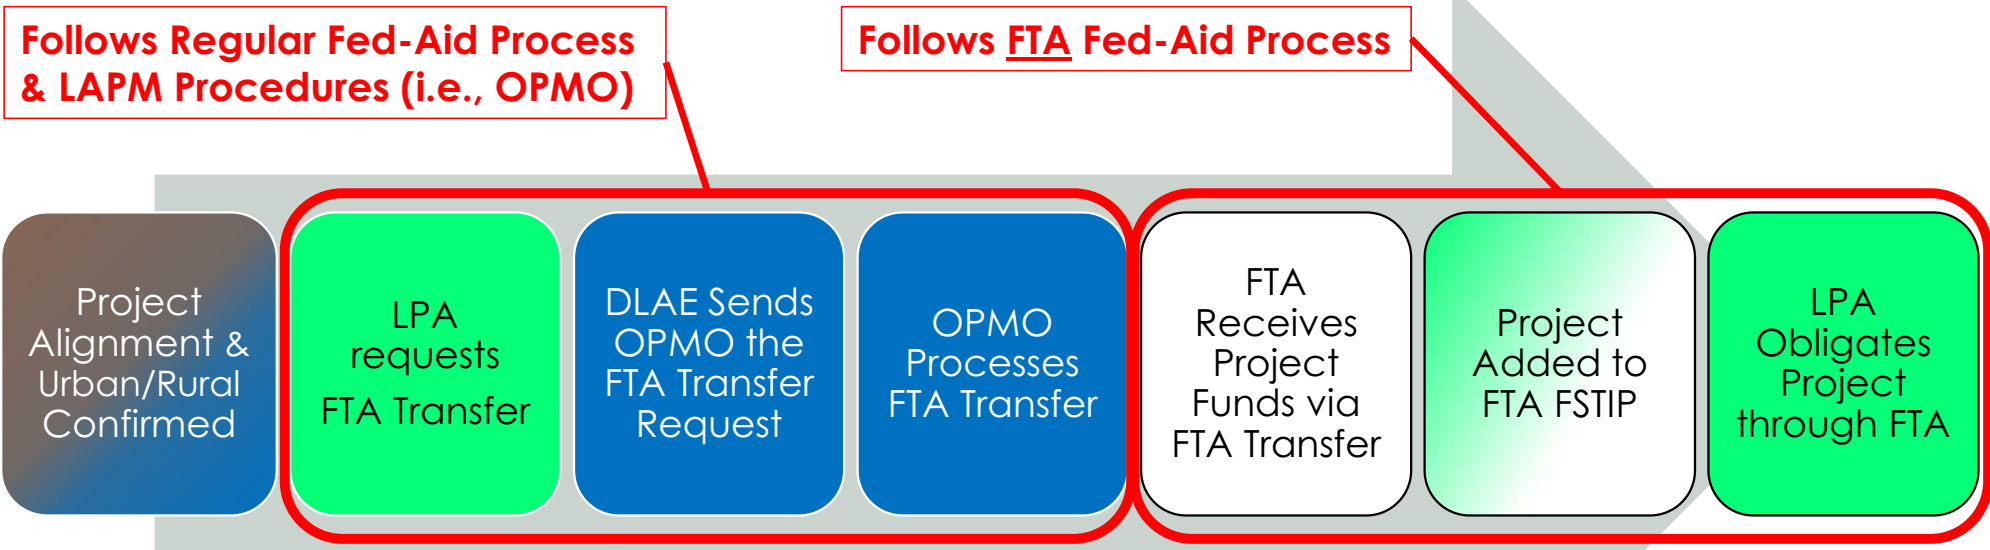 Follows Regular Fed-Aid Process
& LAPM Procedures (i.e., OPMO)
Follows FTA Fed-Aid Process
Project
Alignment &
Urban/Rural
Confirmed
LPA
requests
FTA Transfer
DLAE Sends
OPMO the
FTA Transfer
Request
OPMO
Processes
FTA Transfer
FTA
Receives
Project
Funds via
FTA Transfer
Project
Added to
FTA FSTIP
LPA
Obligates
Project
through FTA